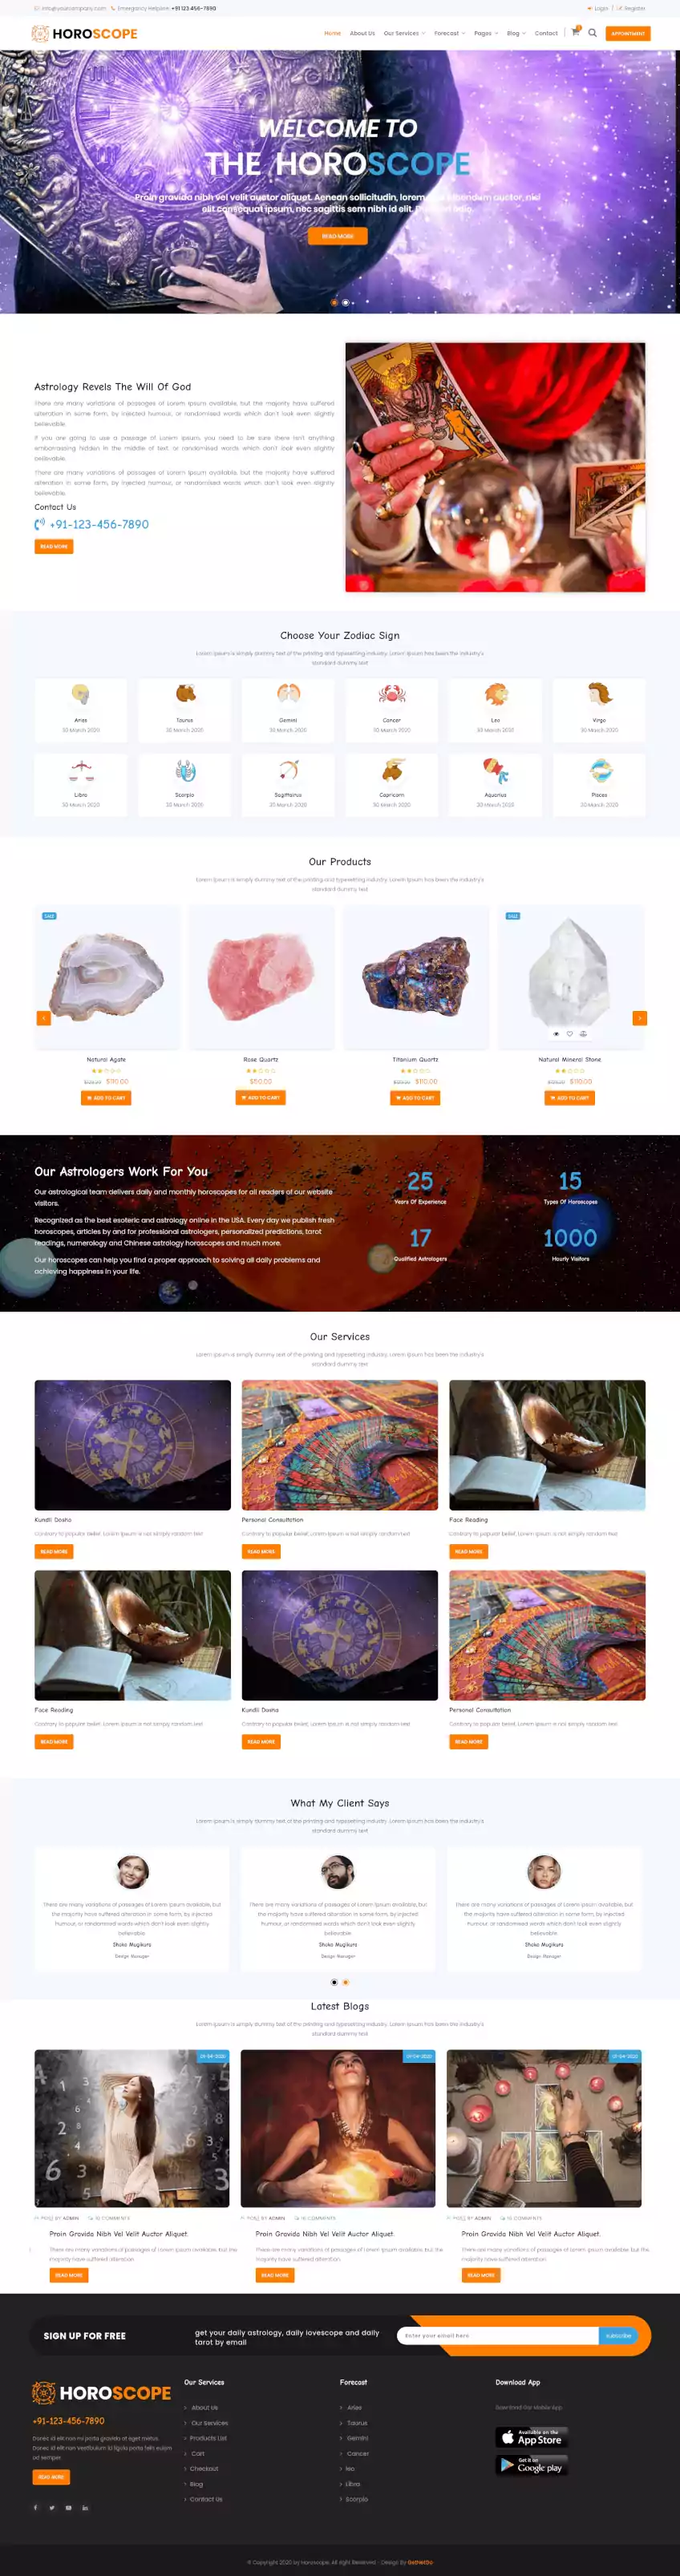 info@yourcompany.com Emergency Helpline: +91 123-456-7890 Login Register
HOROSCOPE Home About Us Our Services Forecast Pages Blog Contact APPOINTMENT
WELCOME TO
THE HOROSCOPE
Proin gravida nibh vel velit auctor aliquet. Aenean sollicitudin, lorem auctor, nisi
elit consequat ipsum, nec sagittis sem nibh id elit.
READ MORE
Astrology Revels The Will Of God
There are many variations of passages of Lorem Ipsum available, but the majority have suffered
alteration in some form, by injected humour, or randomised words which don't look even slightly
believable.
If you are going to use a passage of Lorem Ipsum, you need to be sure there isn't anything
embarrassing hidden in the middle of text. or randomised words which don't look even slightly
believable.
There are many variations of passages of Lorem Ipsum available, but the majority have suffered
alteration in some form, by injected humour, or randomised words which don't look even slightly
believable.
Contact Us
+91-123-456-7890
READ MORE
VI
Choose Your Zodiac Sign
Lorem Ipsum is simply dummy text of the printing and typesetting industry. Lorem Ipsum has been the industry's
standard dummy text
Aries Taurus Gemini Cancer Leo Virgo
30 March 2020 30 March 2020 30 March 2020 30 March 2020 30 March 2020 30 March 2020
Libra Scorpio Sagittarius Capricorn Aquarius Pisces
30 March 2020 30 March 2020 30 March 2020 30 March 2020 30 March 2020 30 March 2020
Our Products
Lorem Ipsum is simply dummy text of the printing and typesetting industry. Lorem Ipsum has been the industry's
standard dummy text
SALE SALE
Natural Agate Rose Quartz Titanium Quartz Natural Mineral Stone
$110.00 $110.00 $110.00 $110.00
ADD TO CART ADD TO CART ADD TO CART ADD TO CART
Our Astrologers Work For You
Our astrological team delivers daily and monthly horoscopes for all readers of our website
visitors.
Recognized as the best esoteric and astrology online in the USA. Every day we publish fresh
horoscopes, articles by and for professional astrologers, personalized predictions, tarot
readings, numerology and Chinese astrology horoscopes and much more.
Our horoscopes can help you find a proper approach to solving all daily problems and
achieving happiness in your life.
25 15
Years Of Experience Types Of Horoscopes
17 1000
Qualified Astrologers Hourly Visitors
Our Services
Lorem Ipsum is simply dummy text of the printing and typesetting industry. Lorem Ipsum has been the industry's
standard dummy text
Kundli Dosha Personal Consultation Face Reading
Contrary to popular belief, Lorem Ipsum is not simply random text Contrary to popular belief, Lorem Ipsum is not simply random text Contrary to popular belief, Lorem Ipsum is not simply random text
READ MORE READ MORE READ MORE
Face Reading Kundli Dosha Personal Consultation
Contrary to popular belief, Lorem Ipsum is not simply random text Contrary to popular belief, Lorem Ipsum is not simply random text Contrary to popular belief, Lorem Ipsum is not simply random text
READ MORE READ MORE READ MORE
What My Client Says
Lorem Ipsum is simply dummy text of the printing and typesetting industry. Lorem Ipsum has been the industry's
standard dummy text
There are many variations of passages of Lorem Ipsum available, but There are many variations of passages of Lorem Ipsum available, but There are many variations of passages of Lorem Ipsum available, but
the majority have suffered alteration in some form, by injected the majority have suffered alteration in some form, by injected the majority have suffered alteration in some form, by injected
humour, or randomised words which don't look even slightly humour, or randomised words which don't look even slightly humour, or randomised words which don't look even slightly
believable believable believable
Shoko Mugikura Shoko Mugikura Shoko Mugikura
Design Manager Design Manager Design Manager
Latest Blogs
Lorem Ipsum is simply dummy text of the printing and typesetting industry. Lorem Ipsum has been the industry's
standard dummy text
POST BY ADMIN 10 COMMENTS POST BY ADMIN 10 COMMENTS POST BY ADMIN 10 COMMENTS
Proin Gravida Nibh Vel Velit Auctor Aliquet. Proin Gravida Nibh Vel Velit Auctor Aliquet. Proin Gravida Nibh Vel Velit Auctor Aliquet.
There are many variations of passages of lorem ipsum available, but the There are many variations of passages of lorem ipsum available, but the There are many variations of passages of lorem ipsum available, but the
majority have suffered alteration majority have suffered alteration majority have suffered alteration
READ MORE READ MORE READ MORE
SIGN UP FOR FREE get your daily astrology, daily lovescope and daily Enter your email here subscribe
tarot by email
HOROSCOPE Our Services Forecast Download App
About Us Aries Download Our Mobile App
+91-123-456-7890 Our Services Taurus
Donec id elit non mi porta gravida at eget metus. Products List Gemini Available on the App Store
Donec id elit non Vestibulum id ligula porta felis euism Cart Cancer Get it on Google play
od semper. Checkout leo
READ MORE Blog Libra
Contact Us Scorpio
© Copyright 2020 by Horoscope. All right Reserved - Design By